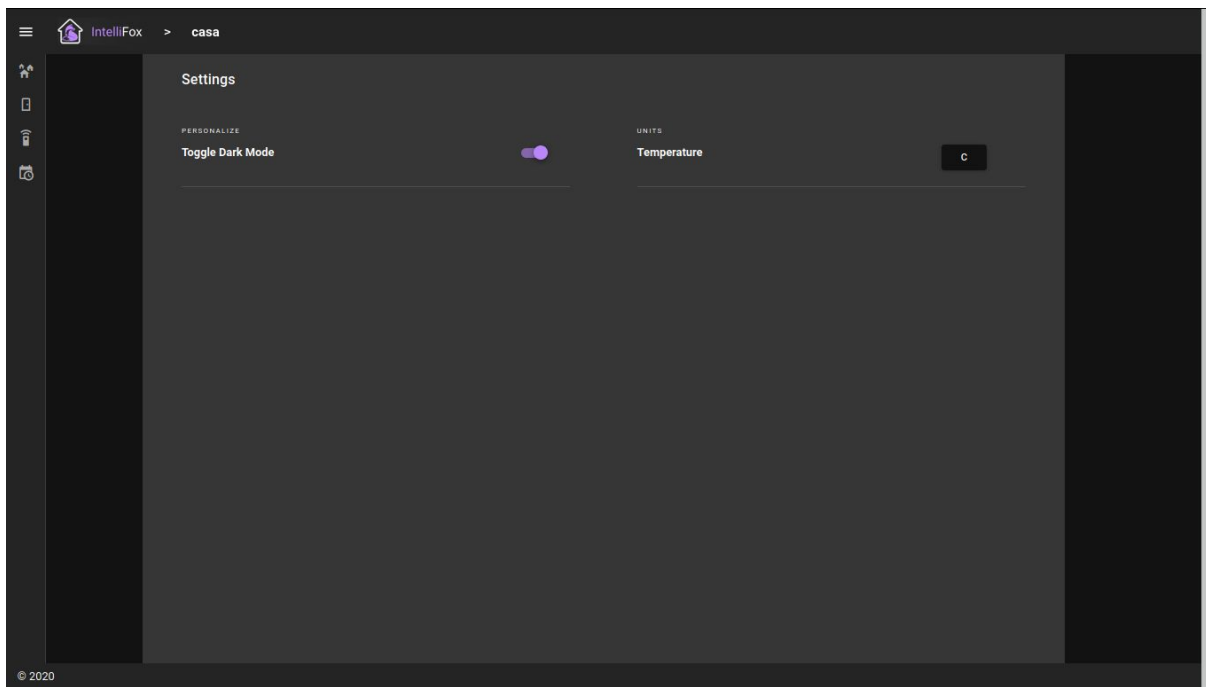 IntelliFox > casa
Settings
PERSONALIZE
Toggle Dark Mode
UNITS
Temperature
C
© 2020